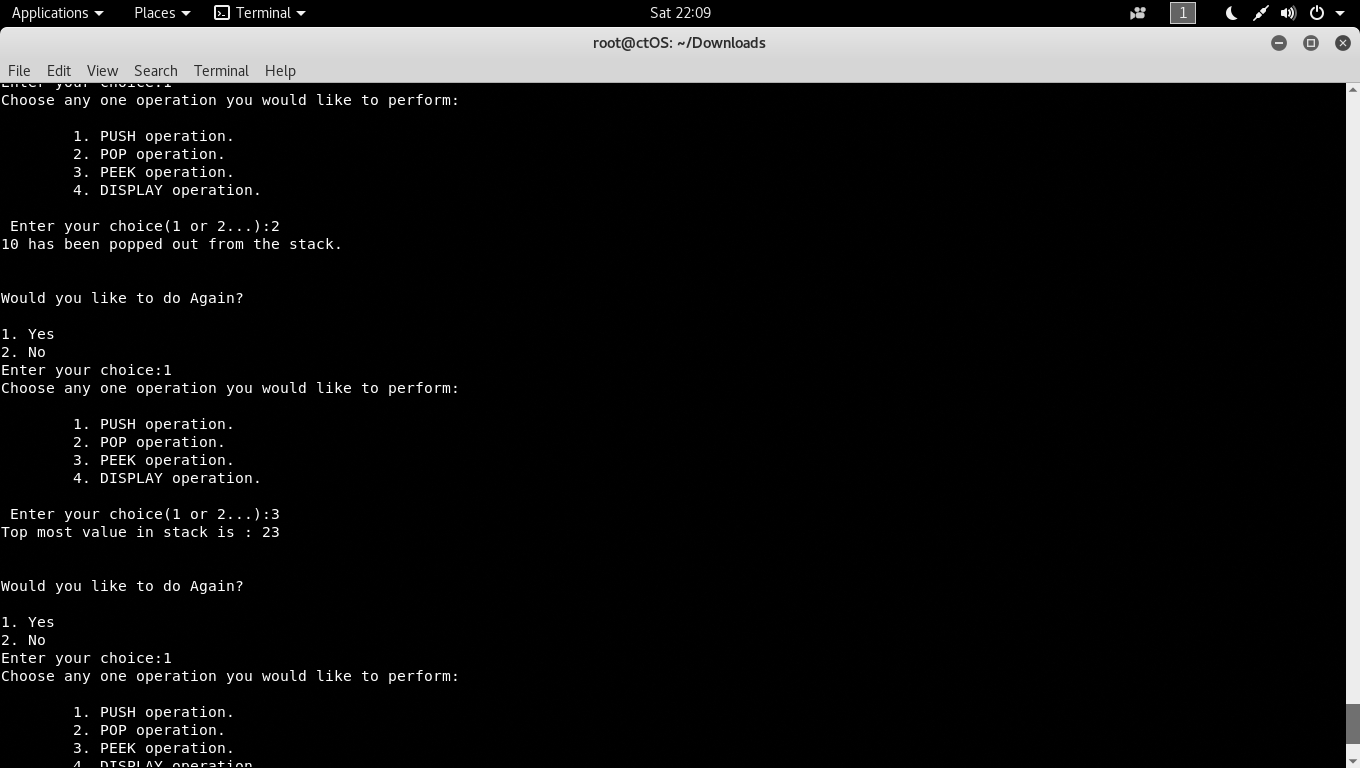 Applications Places Terminal Sat 22:09 1
root@ctOS: ~/Downloads
File Edit View Search Terminal Help
Enter your choice:1
Choose any one operation you would like to perform:
1. PUSH operation.
2. POP operation.
3. PEEK operation.
4. DISPLAY operation.
Enter your choice(1 or 2...):2
10 has been popped out from the stack.
Would you like to do Again?
1. Yes
2. No
Enter your choice:1
Choose any one operation you would like to perform:
1. PUSH operation.
2. POP operation.
3. PEEK operation.
4. DISPLAY operation.
Enter your choice(1 or 2...):3
Top most value in stack is : 23
Would you like to do Again?
1. Yes
2. No
Enter your choice:1
Choose any one operation you would like to perform:
1. PUSH operation.
2. POP operation.
3. PEEK operation.
4. DISPLAY operation.